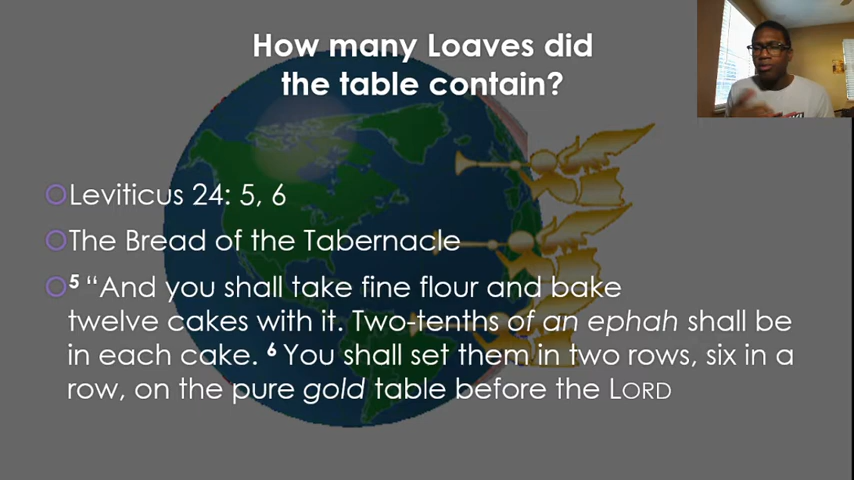 How many Loaves did
the table contain?
Leviticus 24: 5, 6
The Bread of the Tabernacle
5 “And you shall take fine flour and bake
twelve cakes with it. Two-tenths of an ephah shall be
in each cake. 6 You shall set them in two rows, six in a
row, on the pure gold table before the LORD